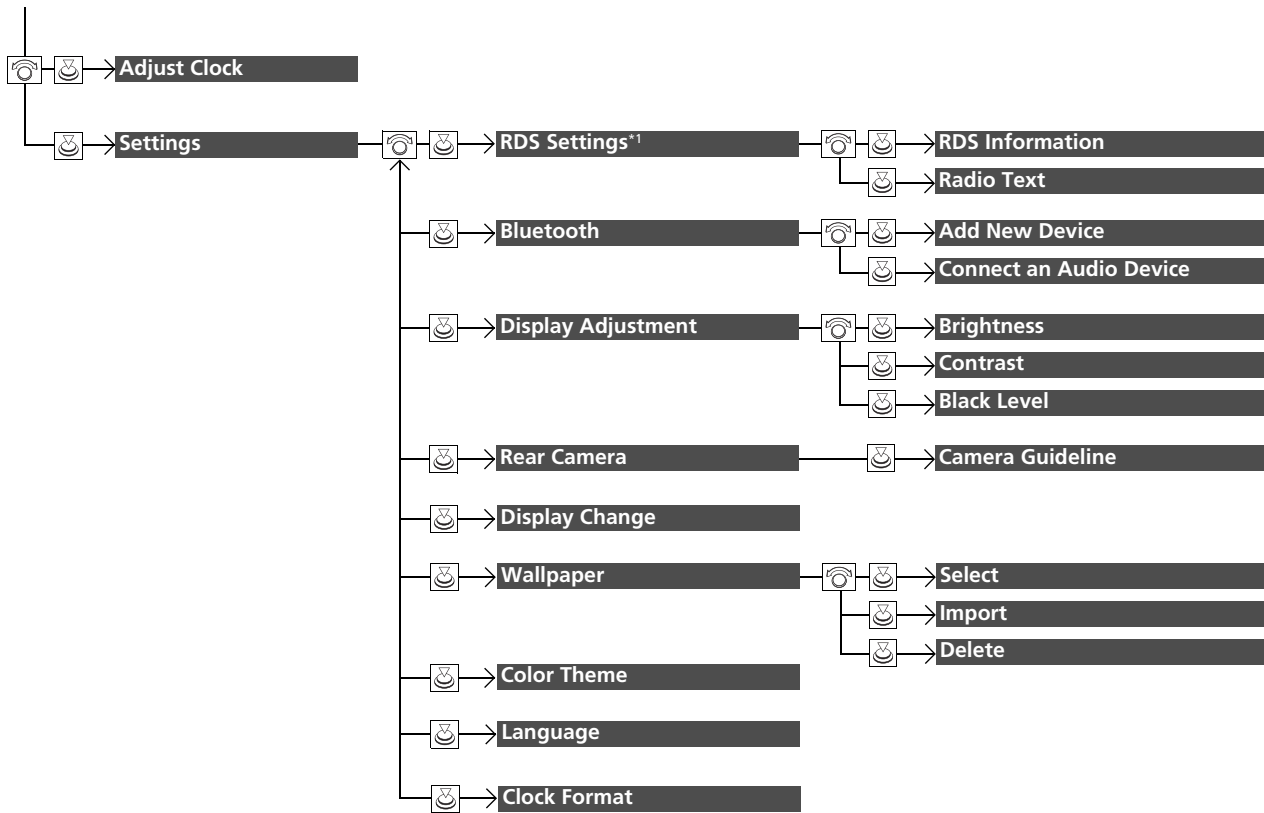 Adjust Clock
Settings
RDS Settings*1
RDS Information
Radio Text
Bluetooth
Add New Device
Connect an Audio Device
Display Adjustment
Brightness
Contrast
Black Level
Rear Camera
Camera Guideline
Display Change
Wallpaper
Select
Import
Delete
Color Theme
Language
Clock Format